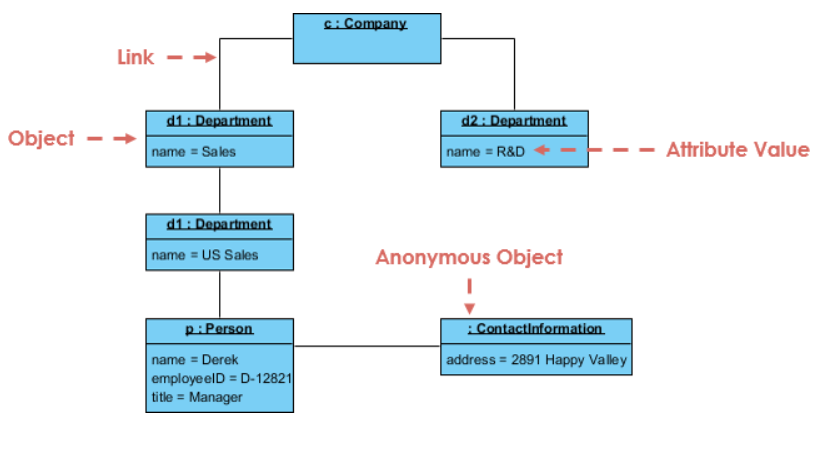 c : Company
Link
d1 : Department
d2 : Department
Object
name = Sales
name = R&D
Attribute Value
d1 : Department
name = US Sales
Anonymous Object
p : Person
: ContactInformation
name = Derek
address = 2891 Happy Valley
employeeID = D-12821
title = Manager